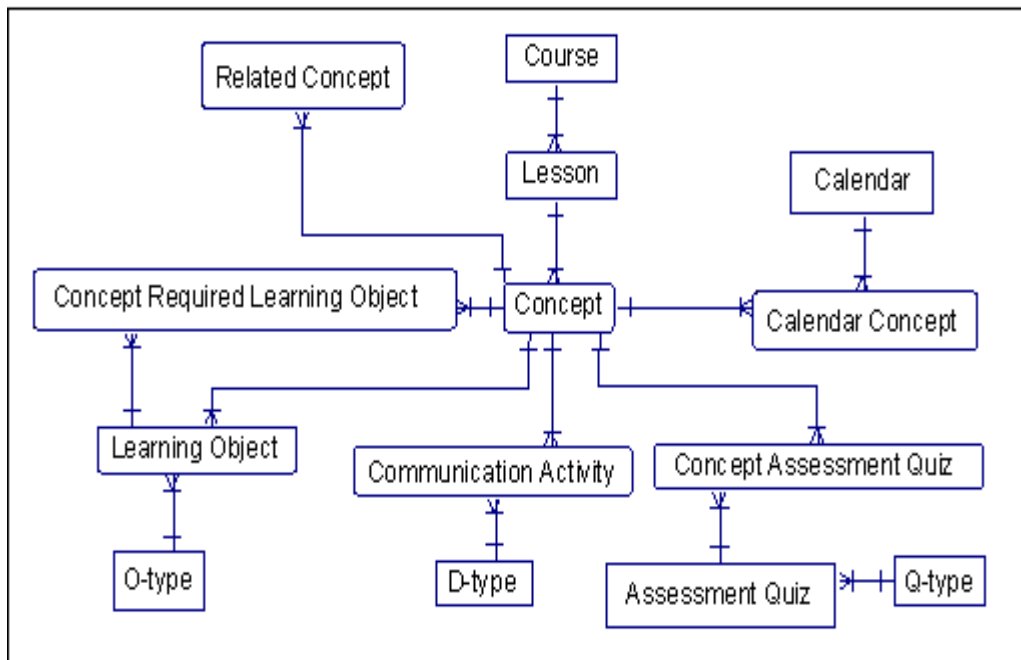 Course
Related Concept
Lesson
Calendar
Concept Required Learning Object
Concept
Calendar Concept
Learning Object
Communication Activity
Concept Assessment Quiz
O-type
D-type
Assessment Quiz
Q-type